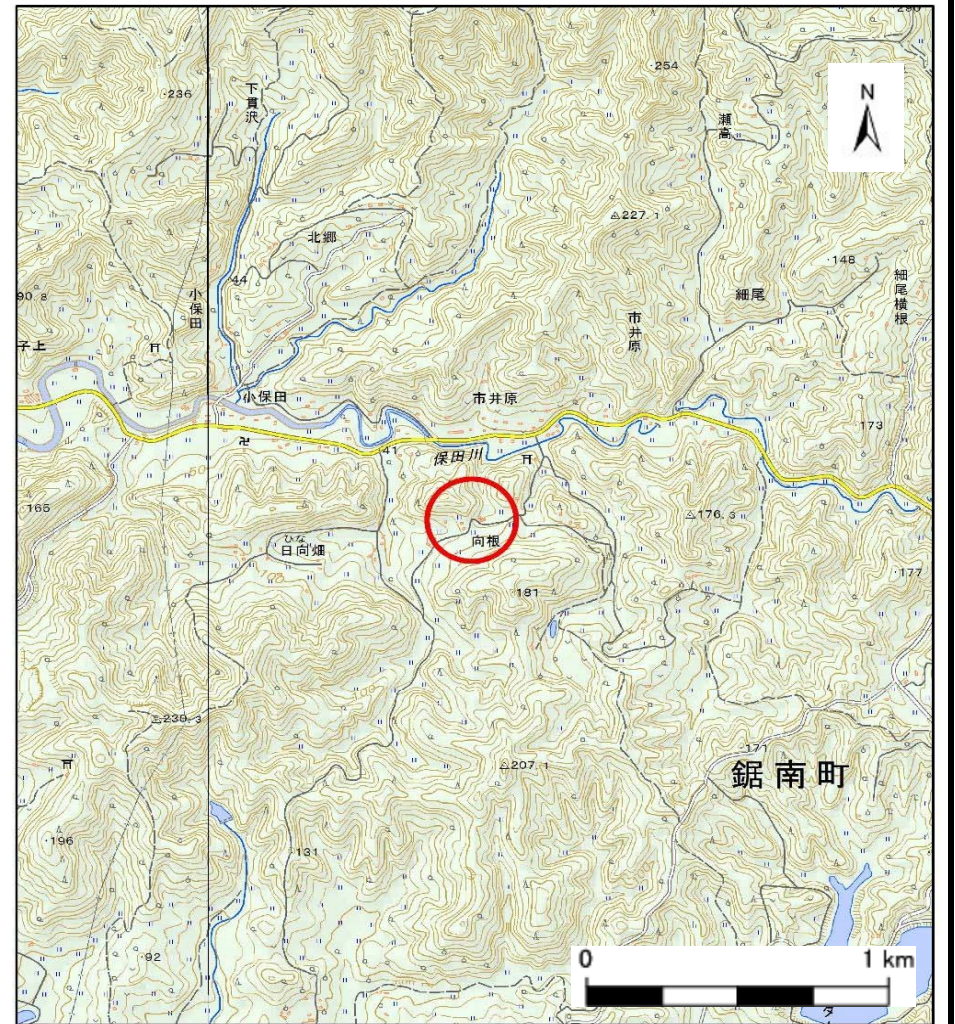 254
236
下貫沢
瀬高
N
227.1
北郷
148
44
細尾横根
細尾
90.8
小保田
市井原
子上
小保田
市井原
173
41
保田川
165
176.3
向根
ひな
日向畑
177
181
230.3
171
207.1
鋸南町
196
131
92
0
1 km